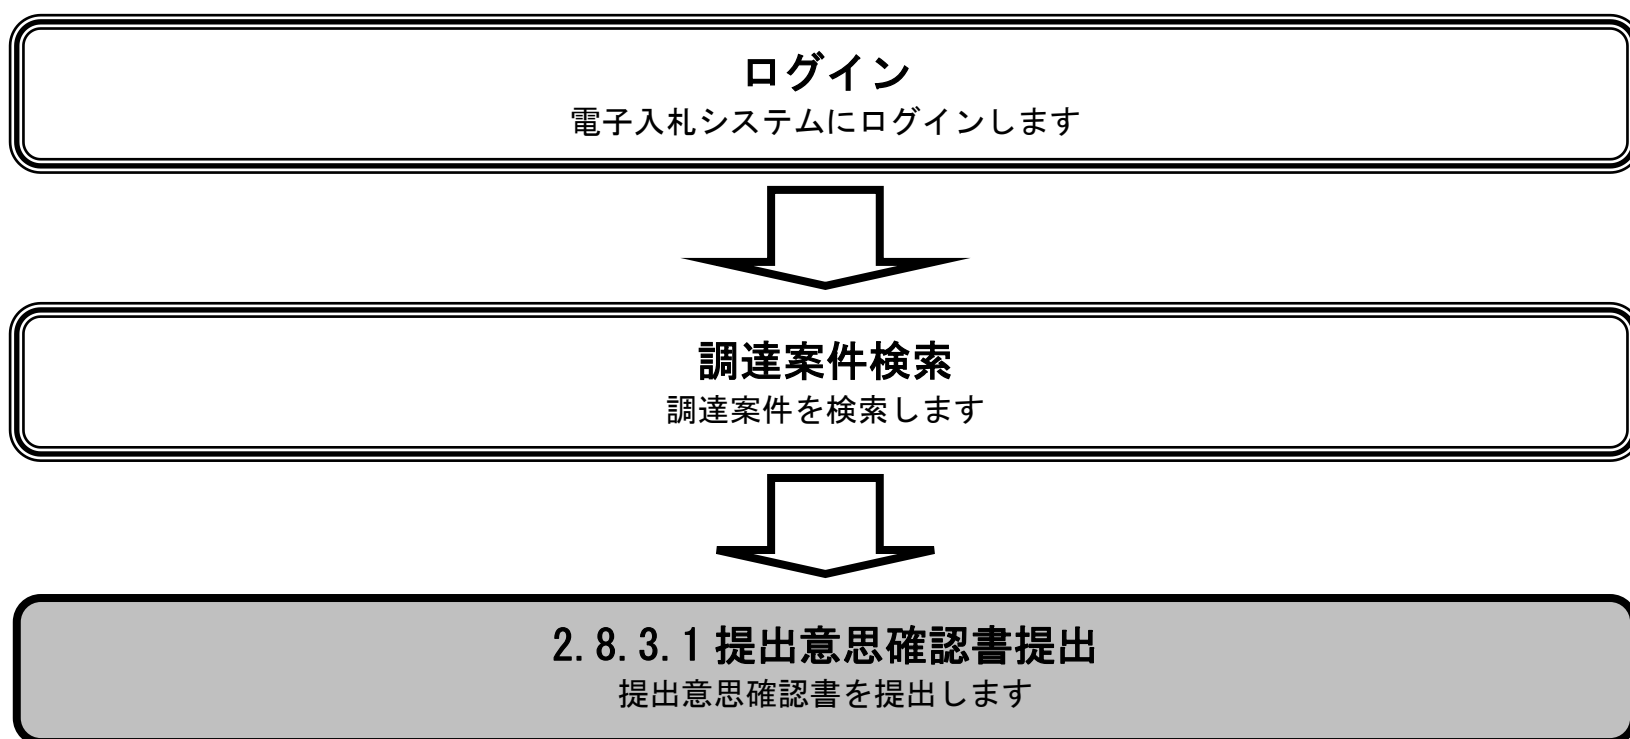 ログイン
電子入札システムにログインします
調達案件検索
調達案件を検索します
2.8.3.1 提出意思確認書提出
提出意思確認書を提出します